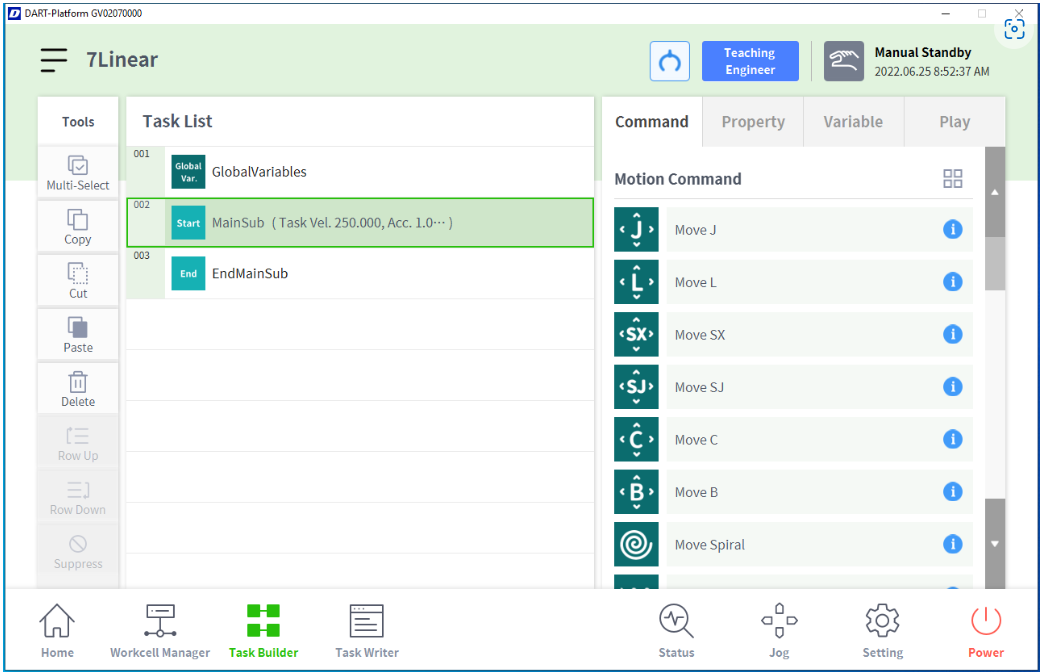 DART-Platform GV02070000
7Linear
Teaching
Engineer
Manual Standby
2022.06.25 8:52:37 AM
Tools
Multi-Select
Copy
Cut
Paste
Delete
Row Up
Row Down
Suppress
Task List
001
Global
Var.
GlobalVariables
002
Start
MainSub ( Task Vel. 250.000, Acc. 1.0··· )
003
End
EndMainSub
Command
Property
Variable
Play
Motion Command
J
Move J
L
Move L
SX
Move SX
SJ
Move SJ
C
Move C
B
Move B
Move Spiral
Home
Workcell Manager
Task Builder
Task Writer
Status
Jog
Setting
Power